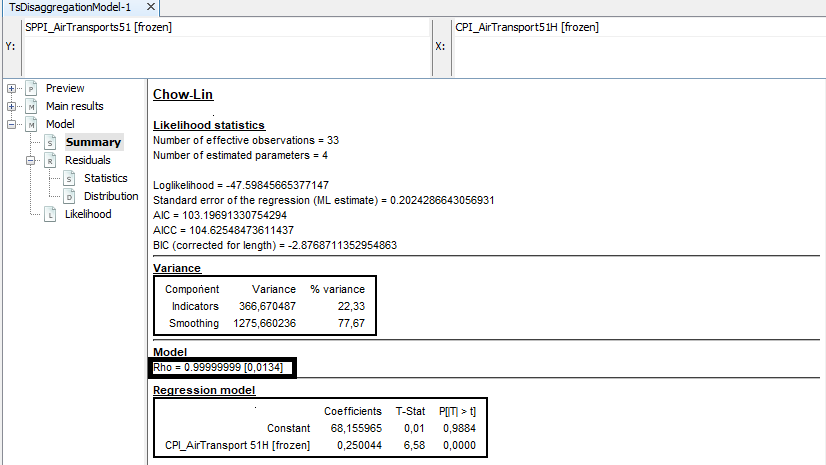 TsDisaggregationModel-1 ×
SPPI_AirTransports51 [frozen]
Y:
CPI_AirTransport51H [frozen]
X:
Preview
Main results
Model
Summary
Residuals
Statistics
Distribution
Likelihood
Chow-Lin
Likelihood statistics
Number of effective observations = 33
Number of estimated parameters = 4
Loglikelihood = -47.59845665377147
Standard error of the regression (ML estimate) = 0.2024286643056931
AIC = 103.19691330754294
AICC = 104.62548473611437
BIC (corrected for length) = -2.8768711352954863
Variance
Component Variance % variance
Indicators 366,670487 22,33
Smoothing 1275,660236 77,67
Model
Rho = 0.99999999 [0,0134]
Regression model
Coefficients T-Stat P[|T| > t]
Constant 68,155965 0,01 0,9884
CPI_AirTransport 51H [frozen] 0,250044 6,58 0,0000